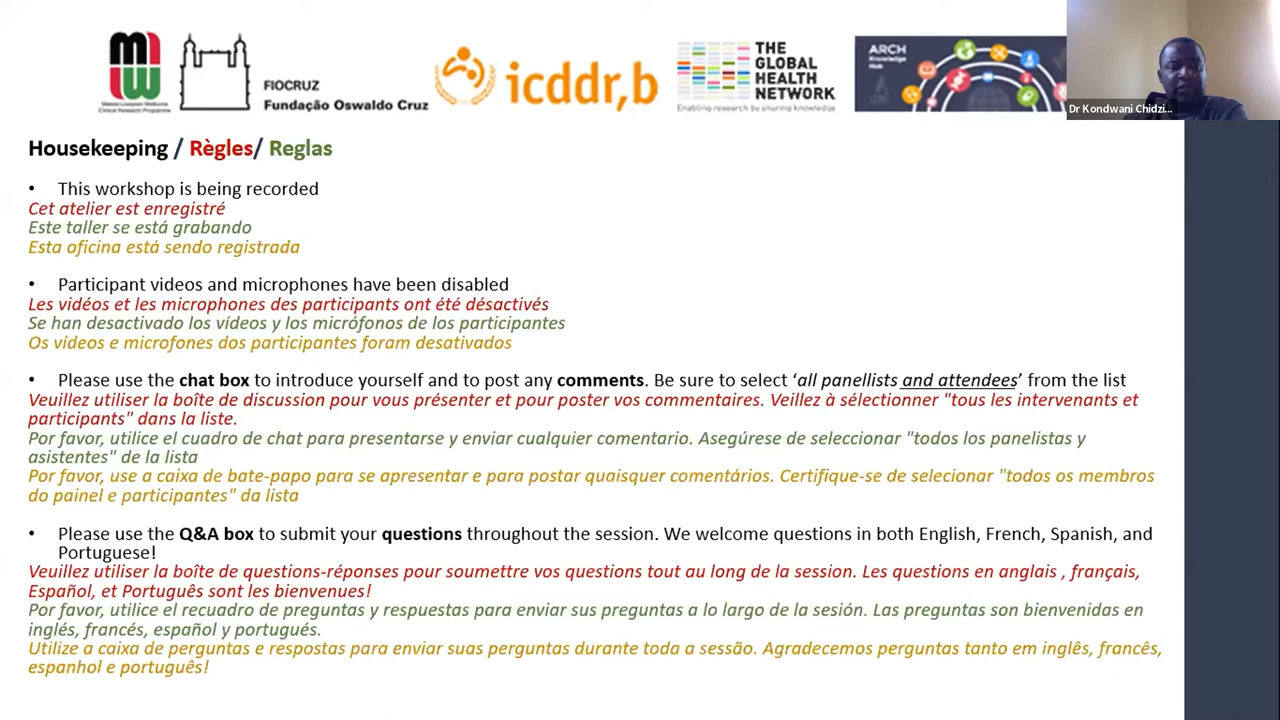 Malawi-Liverpool-Wellcome
Clinical Research Programme
FIOCRUZ
Fundação Oswaldo Cruz
icddr,b
THE
GLOBAL
HEALTH
NETWORK
Enabling research by sharing knowledge
ARCH
Knowledge
Hub
Dr Kondwani Chidzi...
Housekeeping / Règles/ Reglas
• This workshop is being recorded
Cet atelier est enregistré
Este taller se está grabando
Esta oficina está sendo registrada
• Participant videos and microphones have been disabled
Les vidéos et les microphones des participants ont été désactivés
Se han desactivado los vídeos y los micrófonos de los participantes
Os vídeos e microfones dos participantes foram desativados
• Please use the chat box to introduce yourself and to post any comments. Be sure to select ‘all panellists and attendees’ from the list
Veuillez utiliser la boîte de discussion pour vous présenter et pour poster vos commentaires. Veillez à sélectionner "tous les intervenants et
participants" dans la liste.
Por favor, utilice el cuadro de chat para presentarse y enviar cualquier comentario. Asegúrese de seleccionar "todos los panelistas y
asistentes" de la lista
Por favor, use a caixa de bate-papo para se apresentar e para postar quaisquer comentários. Certifique-se de selecionar "todos os membros
do painel e participantes" da lista
• Please use the Q&A box to submit your questions throughout the session. We welcome questions in both English, French, Spanish, and
Portuguese!
Veuillez utiliser la boîte de questions-réponses pour soumettre vos questions tout au long de la session. Les questions en anglais , français,
Español, et Português sont les bienvenues!
Por favor, utilice el recuadro de preguntas y respuestas para enviar sus preguntas a lo largo de la sesión. Las preguntas son bienvenidas en
inglés, francés, español y portugués.
Utilize a caixa de perguntas e respostas para enviar suas perguntas durante toda a sessão. Agradecemos perguntas tanto em inglês, francês,
espanhol e português!